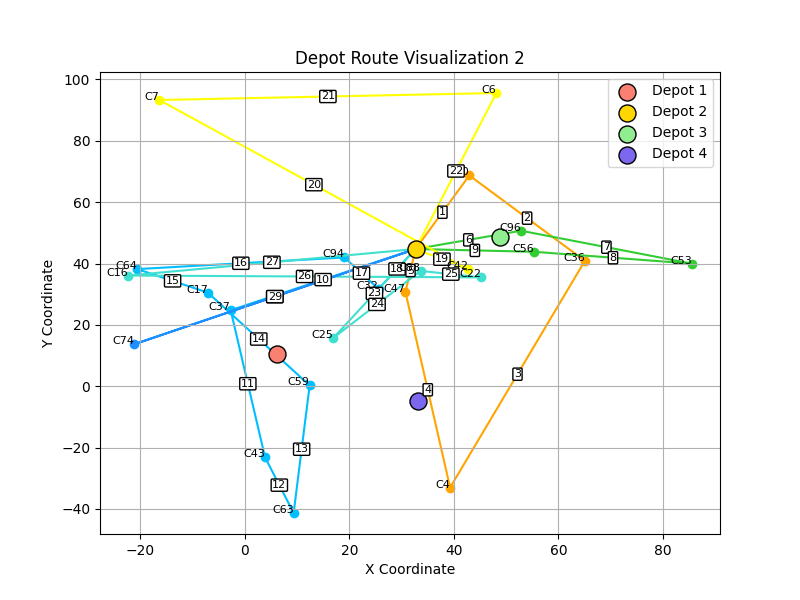 Depot Route Visualization 2
Y Coordinate
X Coordinate
100
80
60
40
20
0
−20
−40
−20
0
20
40
60
80
Depot 1
Depot 2
Depot 3
Depot 4
C7
21
C6
20
22
1
2
C96
6
7
9
C56
8
C36
C53
C94
19
C42
C64
16
27
C16
15
26
10
17
18
25
C22
C17
C32
C47
29
23
24
C37
C74
14
C25
11
C59
4
3
13
C43
12
C63
C4